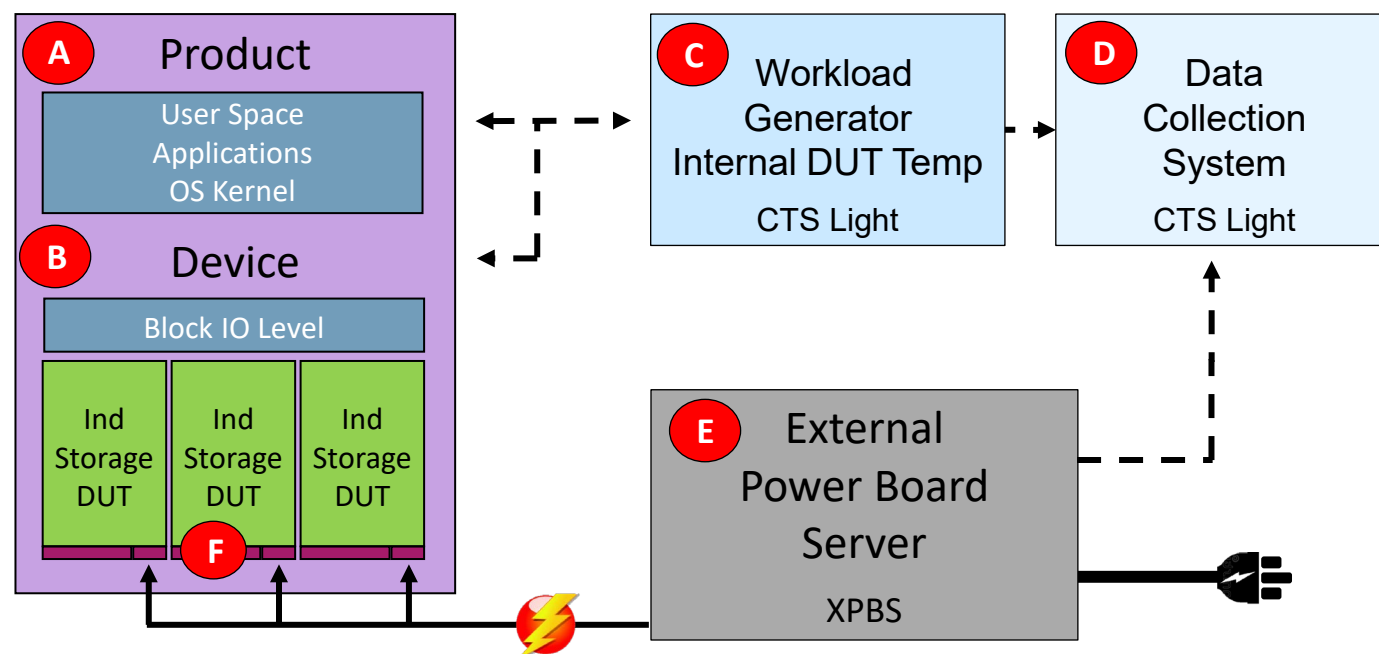 A
Product
User Space
Applications
OS Kernel
B
Device
Block IO Level
Ind
Storage
DUT
Ind
Storage
DUT
Ind
Storage
DUT
F
C
Workload
Generator
Internal DUT Temp
CTS Light
D
Data
Collection
System
CTS Light
E
External
Power Board
Server
XPBS